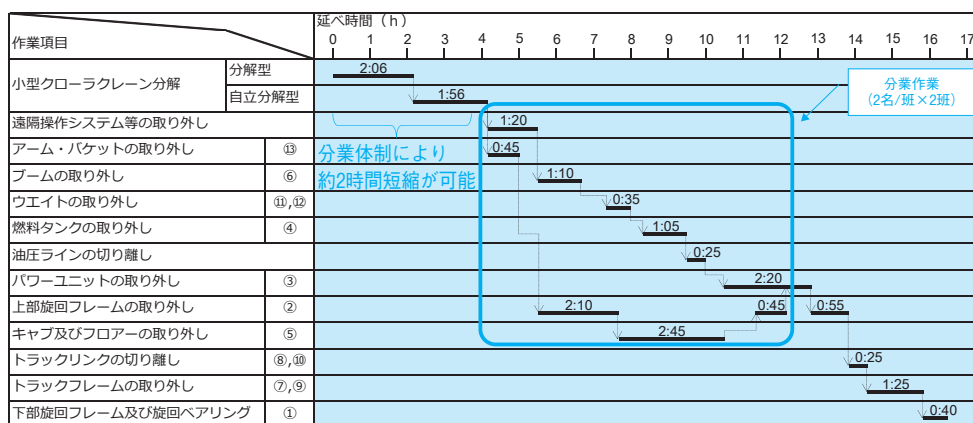 延べ時間（h）
作業項目
0 1 2 3 4 5 6 7 8 9 10 11 12 13 14 15 16 17
小型クローラクレーン分解 分解型 2:06
自立分解型 1:56
分業作業
（2名/班×2班）
遠隔操作システム等の取り外し 1:20
アーム・バケットの取り外し ⑬ 0:45
分業体制により
約2時間短縮が可能
ブームの取り外し ⑥ 1:10
ウエイトの取り外し ⑪,⑫ 0:35
燃料タンクの取り外し ④ 1:05
油圧ラインの切り離し 0:25
パワーユニットの取り外し ③ 2:20
上部旋回フレームの取り外し ② 2:10 0:45 0:55
キャブ及びフロアーの取り外し ⑤ 2:45
トラックリンクの切り離し ⑧,⑩ 0:25
トラックフレームの取り外し ⑦,⑨ 1:25
下部旋回フレーム及び旋回ベアリング ① 0:40